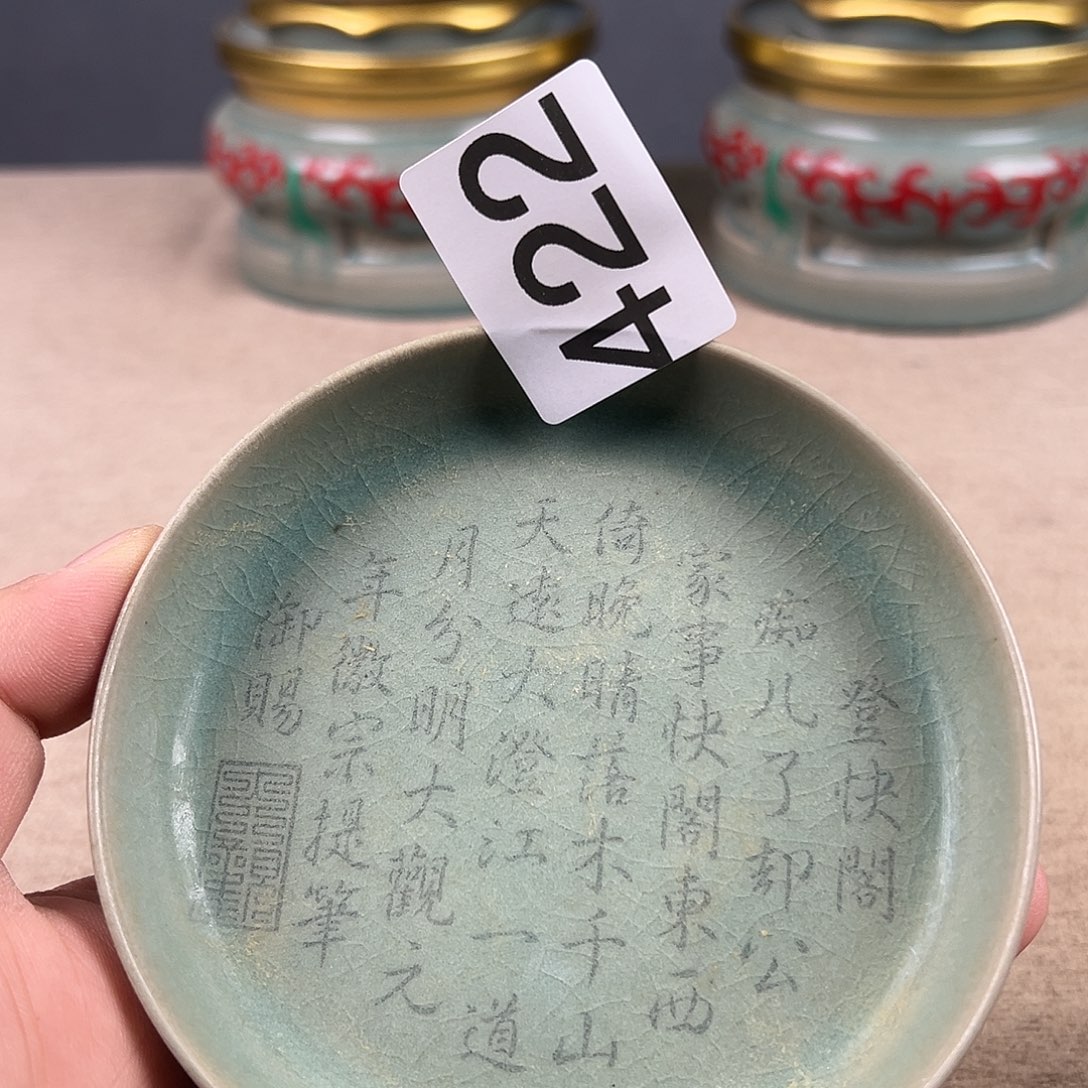 422
登快閣
痴儿了却公
家事快閣東西
倚晚晴落木千山
天遠大澄江一道
月分明大觀元
年徽宗提筆
御賜